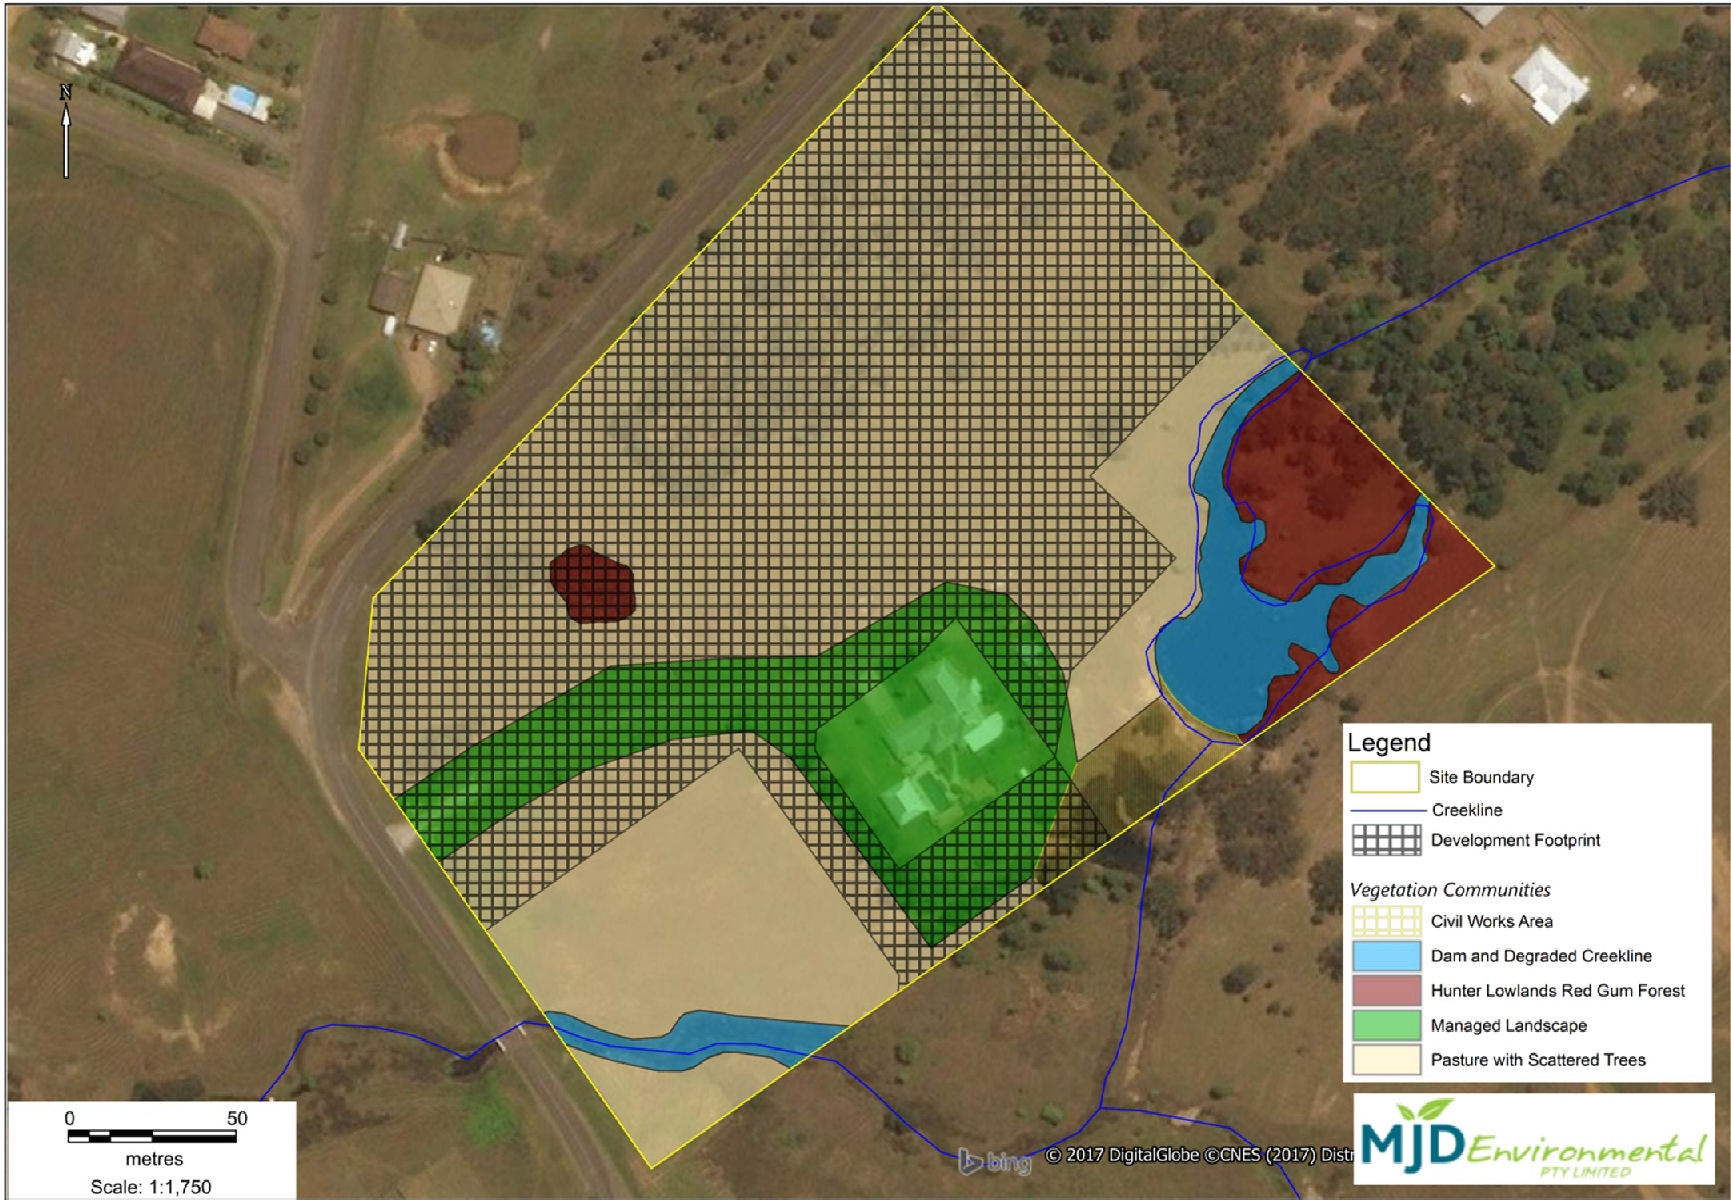 N
Legend
Site Boundary
Creekline
Development Footprint
Vegetation Communities
Civil Works Area
Dam and Degraded Creekline
Hunter Lowlands Red Gum Forest
Managed Landscape
Pasture with Scattered Trees
0 50
metres
Scale: 1:1,750
bing © 2017 DigitalGlobe ©CNES (2017) Distr
MJD Environmental
PTY LIMITED